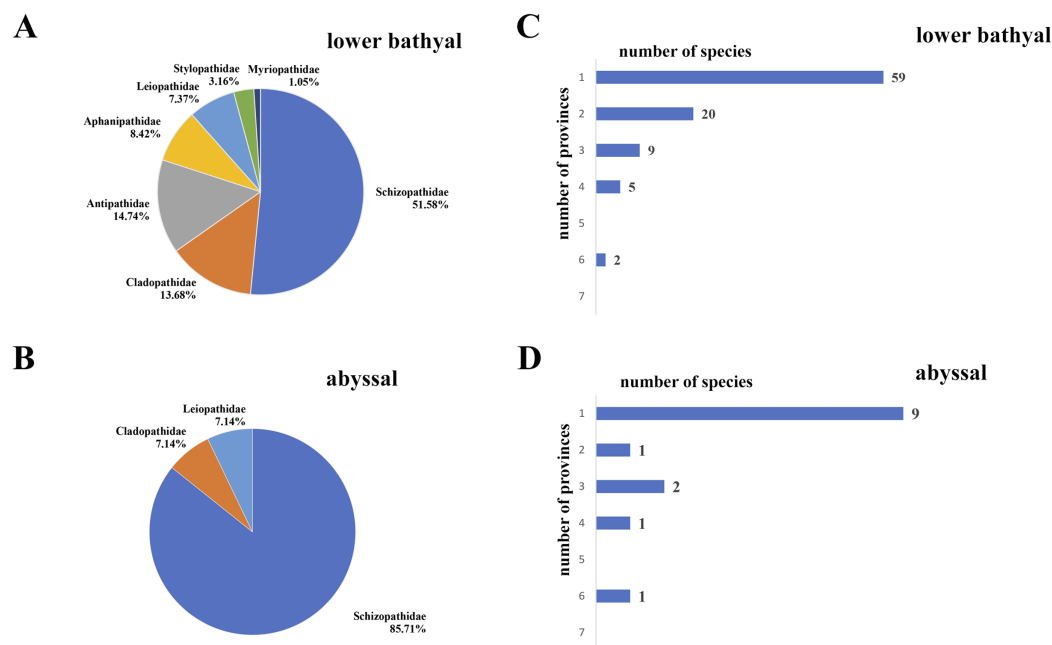 A
lower bathyal
Stylopathidae
3.16%
Myriopathidae
1.05%
Leiopathidae
7.37%
Aphanipathidae
8.42%
Antipathidae
14.74%
Schizopathidae
51.58%
Cladopathidae
13.68%
B
abyssal
Leiopathidae
7.14%
Cladopathidae
7.14%
Schizopathidae
85.71%
C
lower bathyal
number of species
number of provinces
1 59
2 20
3 9
4 5
5
6 2
7
D
abyssal
number of species
number of provinces
1 9
2 1
3 2
4 1
5
6 1
7